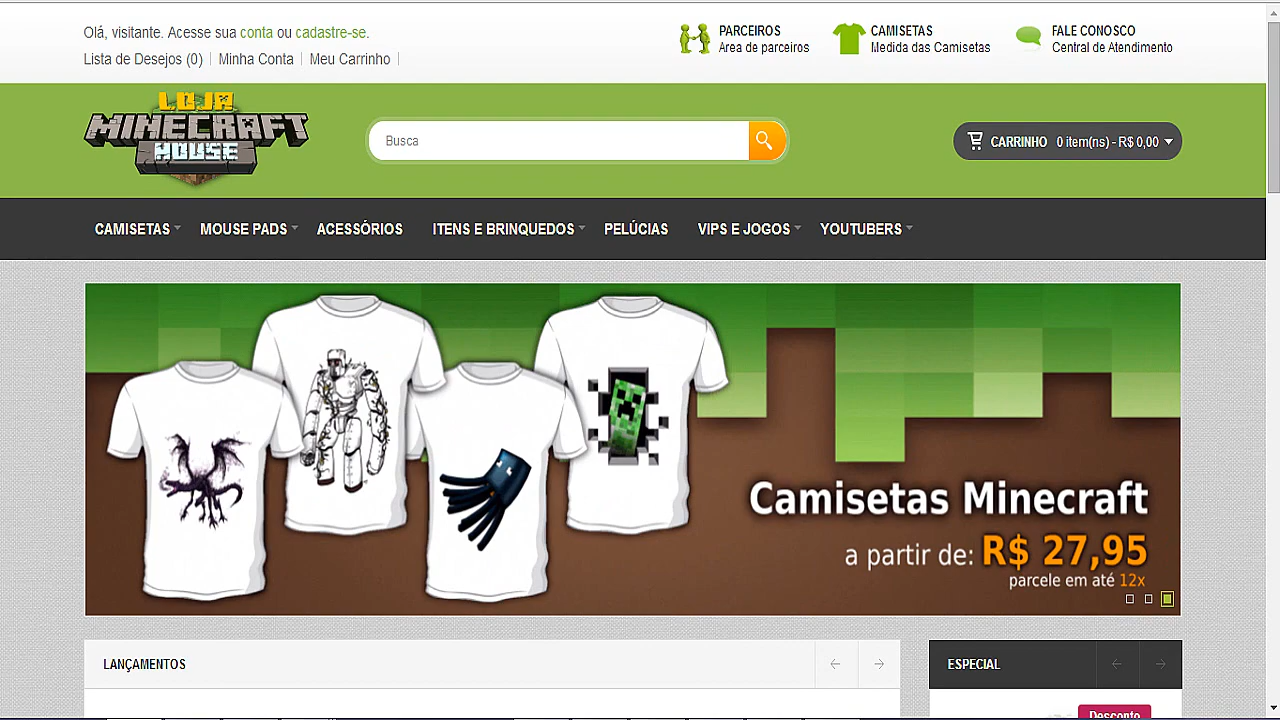 Olá, visitante. Acesse sua conta ou cadastre-se.
Lista de Desejos (0) Minha Conta Meu Carrinho
PARCEIROS
Area de parceiros
CAMISETAS
Medida das Camisetas
FALE CONOSCO
Central de Atendimento
LOJA
MINECRAFT
HOUSE
Busca
CARRINHO 0 item(ns) - R$ 0,00
CAMISETAS MOUSE PADS ACESSÓRIOS ITENS E BRINQUEDOS PELÚCIAS VIPS E JOGOS YOUTUBERS
Camisetas Minecraft
a partir de: R$ 27,95
parcele em até 12x
LANÇAMENTOS
ESPECIAL
Desconto